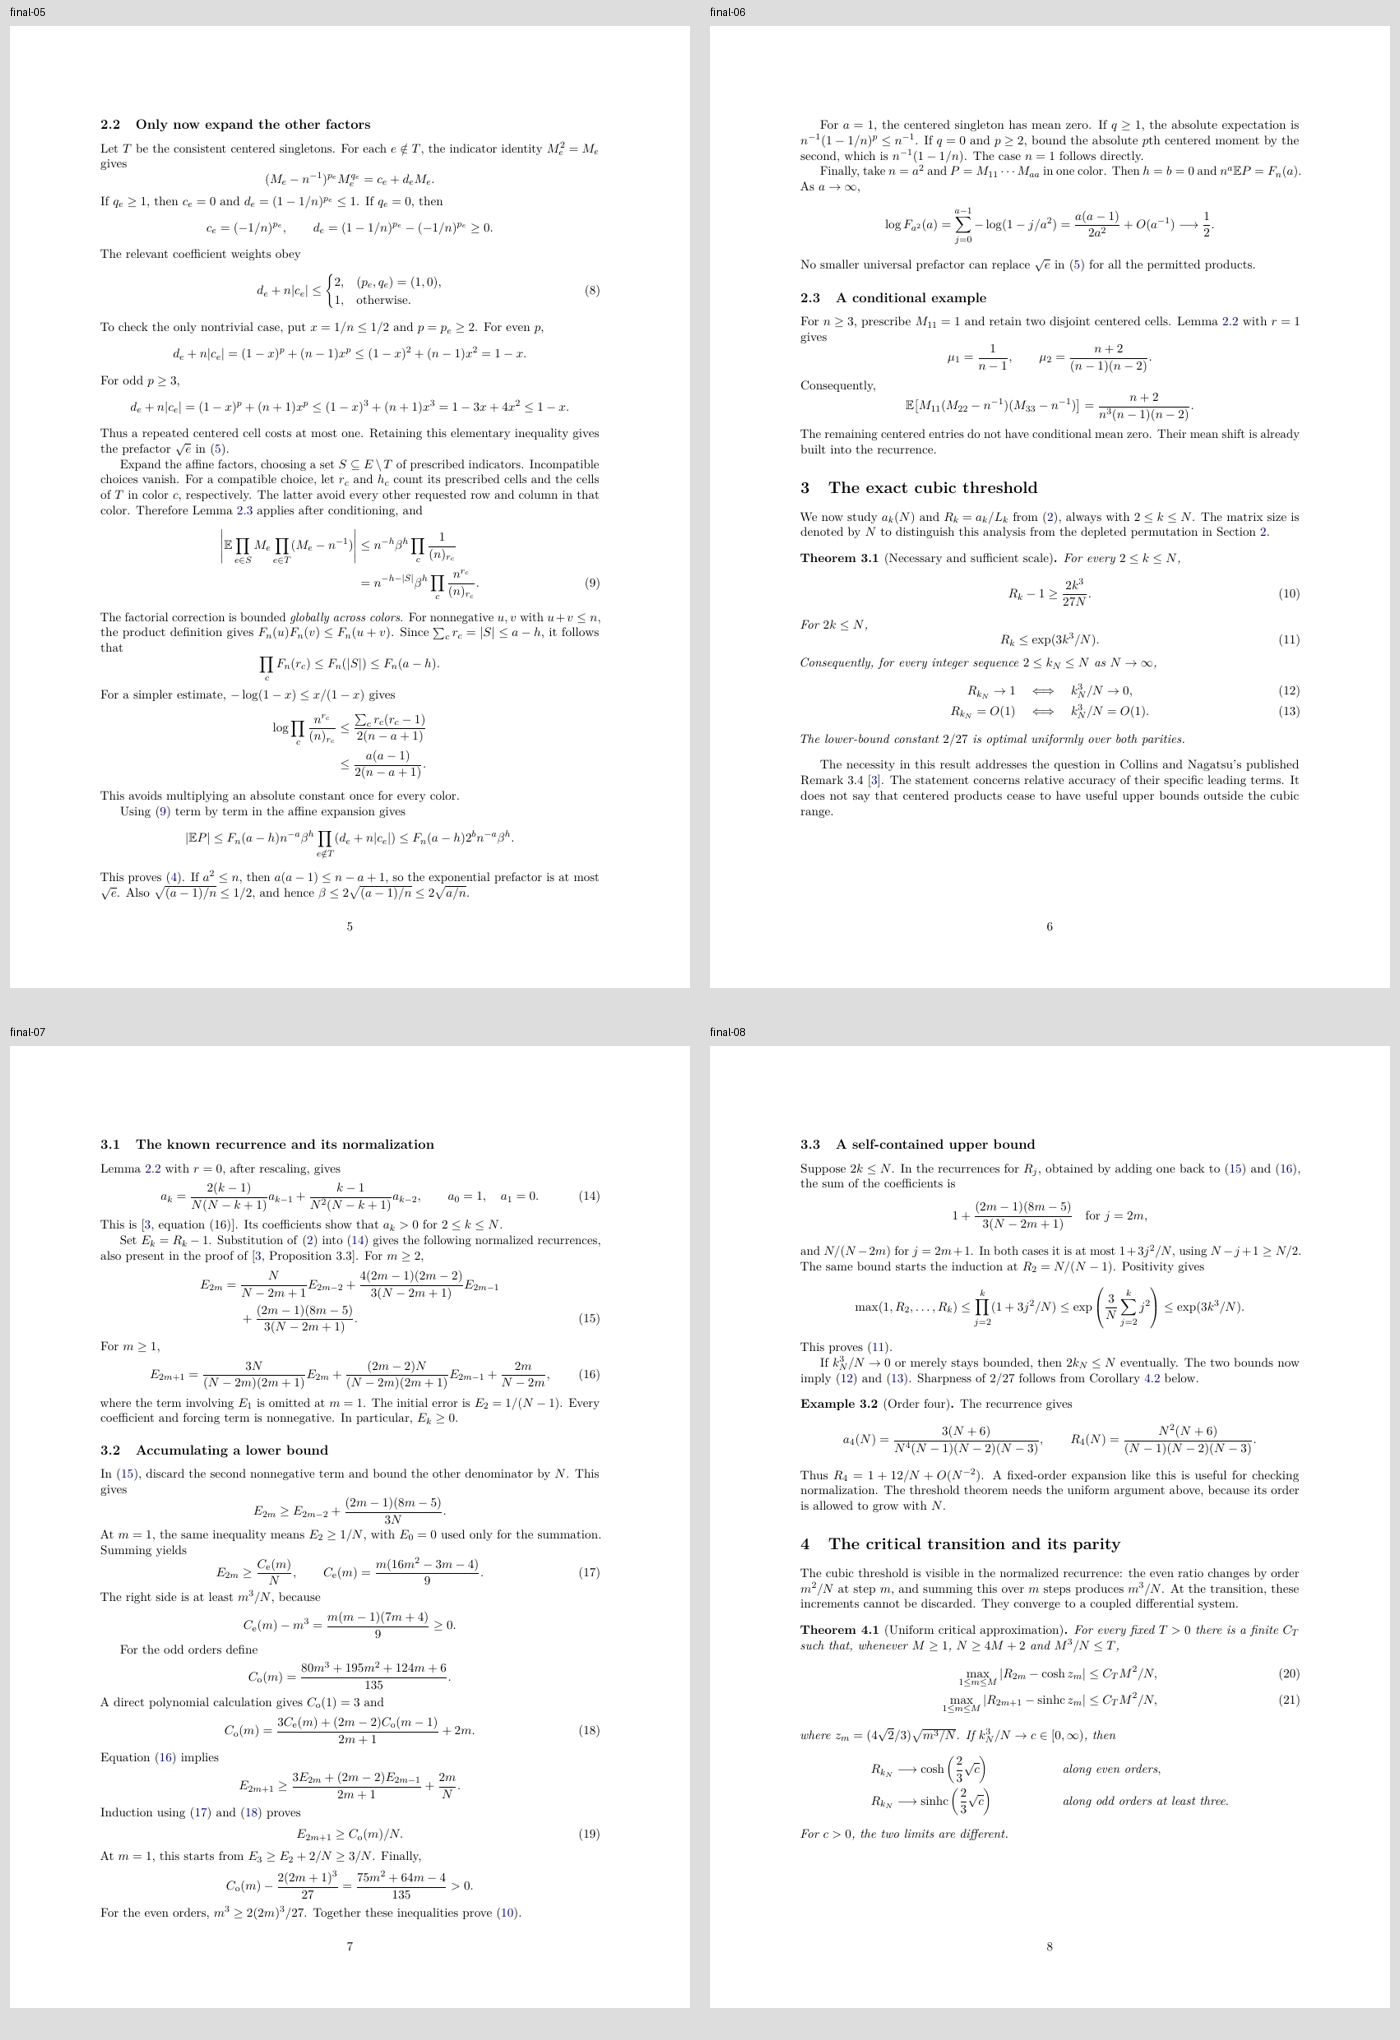 final-05
2.2 Only now expand the other factors
Let T be the consistent centered singletons. For each e ∉ T, the indicator identity M_e^2 = M_e
gives
(M_e − n^{−1})^{p_e} M_e^{q_e} = c_e + d_e M_e.
If q_e ≥ 1, then c_e = 0 and d_e = (1 − 1/n)^{p_e} ≤ 1. If q_e = 0, then
c_e = (−1/n)^{p_e}, d_e = (1 − 1/n)^{p_e} − (−1/n)^{p_e} ≥ 0.
The relevant coefficient weights obey
d_e + n|c_e| ≤ { 2, (p_e, q_e) = (1, 0), 1, otherwise. (8)
To check the only nontrivial case, put x = 1/n ≤ 1/2 and p = p_e ≥ 2. For even p,
d_e + n|c_e| = (1 − x)^p + (n − 1)x^p ≤ (1 − x)^2 + (n − 1)x^2 = 1 − x.
For odd p ≥ 3,
d_e + n|c_e| = (1 − x)^p + (n + 1)x^p ≤ (1 − x)^3 + (n + 1)x^3 = 1 − 3x + 4x^2 ≤ 1 − x.
Thus a repeated centered cell costs at most one. Retaining this elementary inequality gives
the prefactor √e in (5).
Expand the affine factors, choosing a set S ⊆ E \ T of prescribed indicators. Incompatible
choices vanish. For a compatible choice, let r_c and h_c count its prescribed cells and the cells
of T in color c, respectively. The latter avoid every other requested row and column in that
color. Therefore Lemma 2.3 applies after conditioning, and
|𝔼 ∏_{e∈S} M_e ∏_{e∈T} (M_e − n^{−1})| ≤ n^{−h} β^h ∏_c 1/(n)_{r_c}
= n^{−h−|S|} β^h ∏_c n^{r_c}/(n)_{r_c}. (9)
The factorial correction is bounded globally across colors. For nonnegative u, v with u + v ≤ n,
the product definition gives F_n(u)F_n(v) ≤ F_n(u + v). Since ∑_c r_c = |S| ≤ a − h, it follows
that
∏_c F_n(r_c) ≤ F_n(|S|) ≤ F_n(a − h).
For a simpler estimate, − log(1 − x) ≤ x/(1 − x) gives
log ∏_c n^{r_c}/(n)_{r_c} ≤ ∑_c r_c(r_c − 1)/(2(n − a + 1))
≤ a(a − 1)/(2(n − a + 1)).
This avoids multiplying an absolute constant once for every color.
Using (9) term by term in the affine expansion gives
|𝔼P| ≤ F_n(a − h)n^{−a}β^h ∏_{e∉T} (d_e + n|c_e|) ≤ F_n(a − h)2^b n^{−a}β^h.
This proves (4). If a^2 ≤ n, then a(a − 1) ≤ n − a + 1, so the exponential prefactor is at most
√e. Also √((a − 1)/n) ≤ 1/2, and hence β ≤ 2√((a − 1)/n) ≤ 2√(a/n).
5
final-06
For a = 1, the centered singleton has mean zero. If q ≥ 1, the absolute expectation is
n^{−1}(1 − 1/n)^p ≤ n^{−1}. If q = 0 and p ≥ 2, bound the absolute pth centered moment by the
second, which is n^{−1}(1 − 1/n). The case n = 1 follows directly.
Finally, take n = a^2 and P = M_{11} ··· M_{aa} in one color. Then h = b = 0 and n^a 𝔼P = F_n(a).
As a → ∞,
log F_{a^2}(a) = ∑_{j=0}^{a−1} − log(1 − j/a^2) = a(a − 1)/(2a^2) + O(a^{−1}) ⟶ 1/2.
No smaller universal prefactor can replace √e in (5) for all the permitted products.
2.3 A conditional example
For n ≥ 3, prescribe M_{11} = 1 and retain two disjoint centered cells. Lemma 2.2 with r = 1
gives
μ_1 = 1/(n − 1), μ_2 = (n + 2)/((n − 1)(n − 2)).
Consequently,
𝔼[M_{11}(M_{22} − n^{−1})(M_{33} − n^{−1})] = (n + 2)/(n^3(n − 1)(n − 2)).
The remaining centered entries do not have conditional mean zero. Their mean shift is already
built into the recurrence.
3 The exact cubic threshold
We now study a_k(N) and R_k = a_k/L_k from (2), always with 2 ≤ k ≤ N. The matrix size is
denoted by N to distinguish this analysis from the depleted permutation in Section 2.
Theorem 3.1 (Necessary and sufficient scale). For every 2 ≤ k ≤ N,
R_k − 1 ≥ 2k^3/(27N). (10)
For 2k ≤ N,
R_k ≤ exp(3k^3/N). (11)
Consequently, for every integer sequence 2 ≤ k_N ≤ N as N → ∞,
R_{k_N} → 1 ⟺ k_N^3/N → 0, (12)
R_{k_N} = O(1) ⟺ k_N^3/N = O(1). (13)
The lower-bound constant 2/27 is optimal uniformly over both parities.
The necessity in this result addresses the question in Collins and Nagatsu's published
Remark 3.4 [3]. The statement concerns relative accuracy of their specific leading terms. It
does not say that centered products cease to have useful upper bounds outside the cubic
range.
6
final-07
3.1 The known recurrence and its normalization
Lemma 2.2 with r = 0, after rescaling, gives
a_k = 2(k − 1)/(N(N − k + 1)) a_{k−1} + (k − 1)/(N^2(N − k + 1)) a_{k−2}, a_0 = 1, a_1 = 0. (14)
This is [3, equation (16)]. Its coefficients show that a_k > 0 for 2 ≤ k ≤ N.
Set E_k = R_k − 1. Substitution of (2) into (14) gives the following normalized recurrences,
also present in the proof of [3, Proposition 3.3]. For m ≥ 2,
E_{2m} = N/(N − 2m + 1) E_{2m−2} + 4(2m − 1)(2m − 2)/(3(N − 2m + 1)) E_{2m−1}
+ (2m − 1)(8m − 5)/(3(N − 2m + 1)). (15)
For m ≥ 1,
E_{2m+1} = 3N/((N − 2m)(2m + 1)) E_{2m} + (2m − 2)N/((N − 2m)(2m + 1)) E_{2m−1} + 2m/(N − 2m), (16)
where the term involving E_1 is omitted at m = 1. The initial error is E_2 = 1/(N − 1). Every
coefficient and forcing term is nonnegative. In particular, E_k ≥ 0.
3.2 Accumulating a lower bound
In (15), discard the second nonnegative term and bound the other denominator by N. This
gives
E_{2m} ≥ E_{2m−2} + (2m − 1)(8m − 5)/(3N).
At m = 1, the same inequality means E_2 ≥ 1/N, with E_0 = 0 used only for the summation.
Summing yields
E_{2m} ≥ C_e(m)/N, C_e(m) = m(16m^2 − 3m − 4)/9. (17)
The right side is at least m^3/N, because
C_e(m) − m^3 = m(m − 1)(7m + 4)/9 ≥ 0.
For the odd orders define
C_o(m) = (80m^3 + 195m^2 + 124m + 6)/135.
A direct polynomial calculation gives C_o(1) = 3 and
C_o(m) = (3C_e(m) + (2m − 2)C_o(m − 1))/(2m + 1) + 2m. (18)
Equation (16) implies
E_{2m+1} ≥ (3E_{2m} + (2m − 2)E_{2m−1})/(2m + 1) + 2m/N.
Induction using (17) and (18) proves
E_{2m+1} ≥ C_o(m)/N. (19)
At m = 1, this starts from E_3 ≥ E_2 + 2/N ≥ 3/N. Finally,
C_o(m) − 2(2m + 1)^3/27 = (75m^2 + 64m − 4)/135 > 0.
For the even orders, m^3 ≥ 2(2m)^3/27. Together these inequalities prove (10).
7
final-08
3.3 A self-contained upper bound
Suppose 2k ≤ N. In the recurrences for R_j, obtained by adding one back to (15) and (16),
the sum of the coefficients is
1 + (2m − 1)(8m − 5)/(3(N − 2m + 1)) for j = 2m,
and N/(N − 2m) for j = 2m + 1. In both cases it is at most 1 + 3j^2/N, using N − j + 1 ≥ N/2.
The same bound starts the induction at R_2 = N/(N − 1). Positivity gives
max(1, R_2, . . . , R_k) ≤ ∏_{j=2}^{k} (1 + 3j^2/N) ≤ exp(3/N ∑_{j=2}^{k} j^2) ≤ exp(3k^3/N).
This proves (11).
If k_N^3/N → 0 or merely stays bounded, then 2k_N ≤ N eventually. The two bounds now
imply (12) and (13). Sharpness of 2/27 follows from Corollary 4.2 below.
Example 3.2 (Order four). The recurrence gives
a_4(N) = 3(N + 6)/(N^4(N − 1)(N − 2)(N − 3)), R_4(N) = N^2(N + 6)/((N − 1)(N − 2)(N − 3)).
Thus R_4 = 1 + 12/N + O(N^{−2}). A fixed-order expansion like this is useful for checking
normalization. The threshold theorem needs the uniform argument above, because its order
is allowed to grow with N.
4 The critical transition and its parity
The cubic threshold is visible in the normalized recurrence: the even ratio changes by order
m^2/N at step m, and summing this over m steps produces m^3/N. At the transition, these
increments cannot be discarded. They converge to a coupled differential system.
Theorem 4.1 (Uniform critical approximation). For every fixed T > 0 there is a finite C_T
such that, whenever M ≥ 1, N ≥ 4M + 2 and M^3/N ≤ T,
max_{1≤m≤M} |R_{2m} − cosh z_m| ≤ C_T M^2/N, (20)
max_{1≤m≤M} |R_{2m+1} − sinhc z_m| ≤ C_T M^2/N, (21)
where z_m = (4√2/3)√(m^3/N). If k_N^3/N → c ∈ [0, ∞), then
R_{k_N} ⟶ cosh(2/3 √c) along even orders,
R_{k_N} ⟶ sinhc(2/3 √c) along odd orders at least three.
For c > 0, the two limits are different.
8